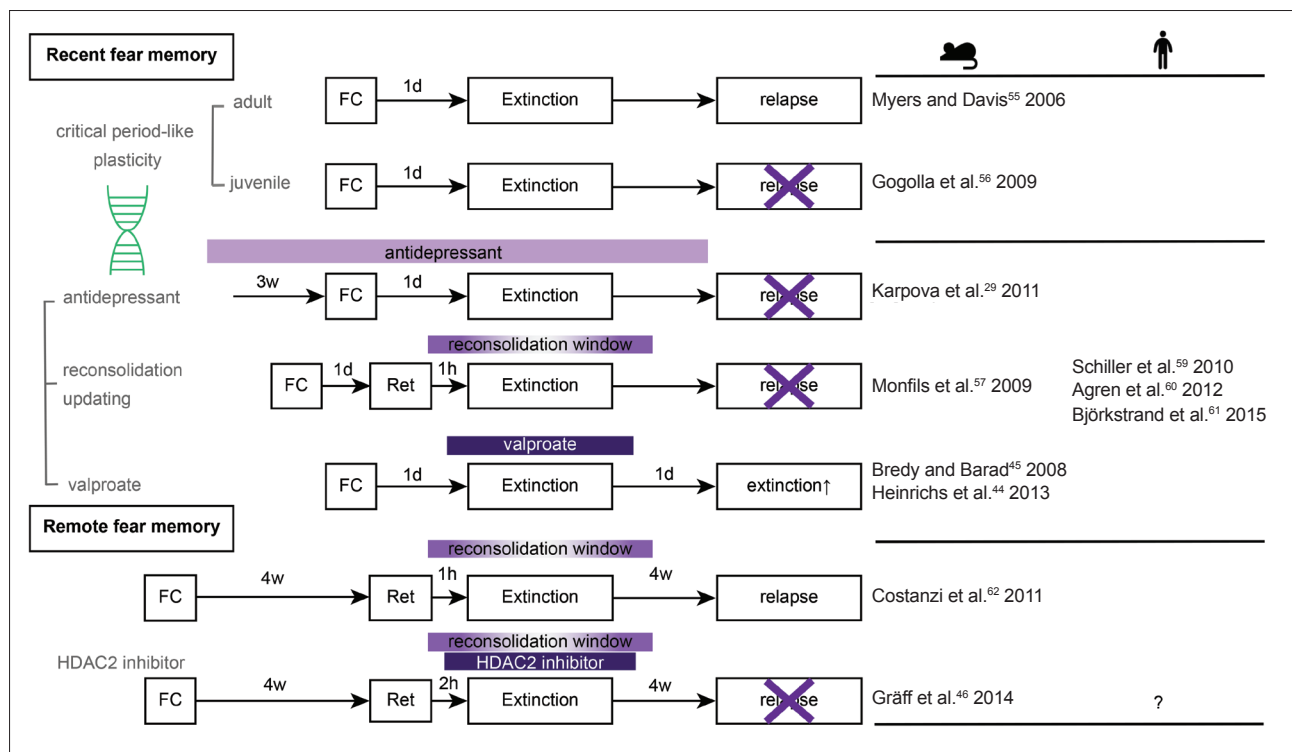 Recent fear memory
adult
FC 1d Extinction relapse Myers and Davis55 2006
critical period-like
plasticity
juvenile
FC 1d Extinction relapse Gogolla et al.56 2009
antidepressant
antidepressant
3w FC 1d Extinction relapse Karpova et al.29 2011
reconsolidation window
reconsolidation
updating
FC 1d Ret 1h Extinction relapse Monfils et al.57 2009
Schiller et al.59 2010
Agren et al.60 2012
Björkstrand et al.61 2015
valproate
valproate
FC 1d Extinction 1d extinction↑
Bredy and Barad45 2008
Heinrichs et al.44 2013
Remote fear memory
reconsolidation window
FC 4w Ret 1h Extinction 4w relapse Costanzi et al.62 2011
reconsolidation window
HDAC2 inhibitor
HDAC2 inhibitor
FC 4w Ret 2h Extinction 4w relapse Gräff et al.46 2014 ?